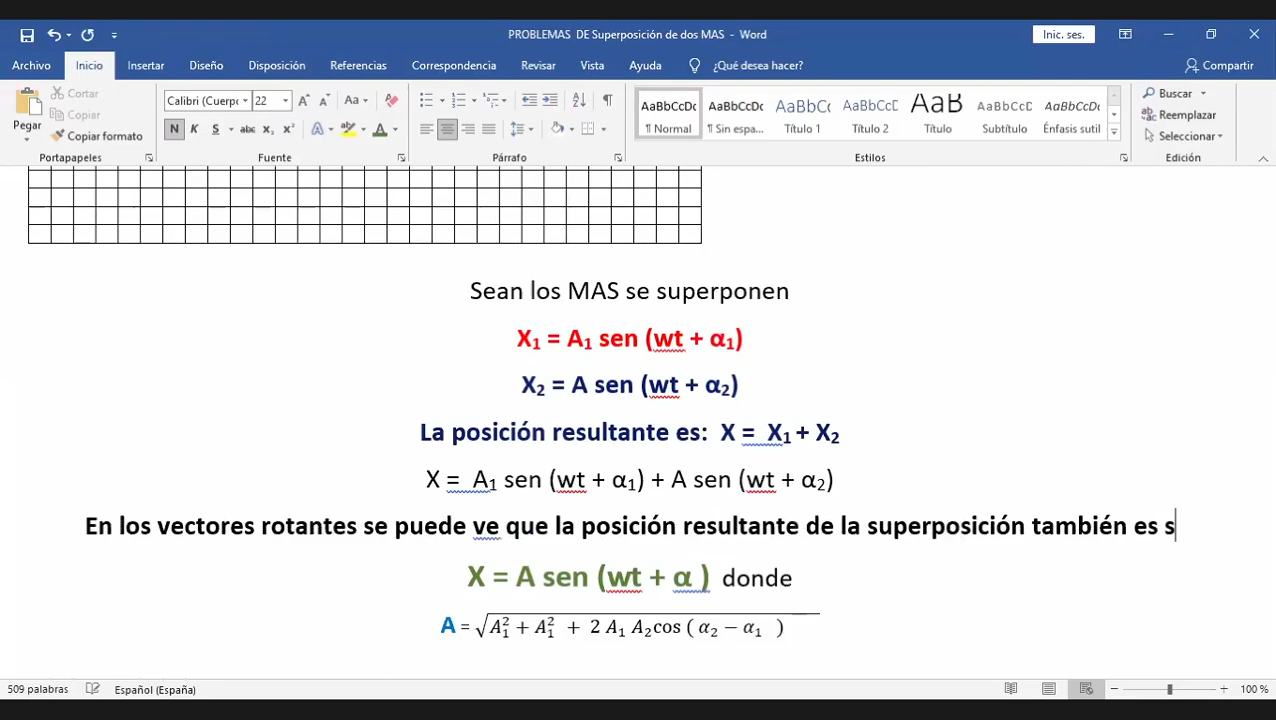 PROBLEMAS DE Superposición de dos MAS - Word
Inic. ses.
Archivo Inicio Insertar Diseño Disposición Referencias Correspondencia Revisar Vista Ayuda ¿Qué desea hacer? Compartir
Pegar
Cortar
Copiar
Copiar formato
Portapapeles
Calibri (Cuerpo 22
N K S abc x₂ x²
Fuente
Párrafo
AaBbCcDc AaBbCcDc AaBbCc AaBbCcD AaB AaBbCcD AaBbCcDc
¶ Normal ¶ Sin espa... Título 1 Título 2 Título Subtítulo Énfasis sutil
Estilos
Buscar
Reemplazar
Seleccionar
Edición
Sean los MAS se superponen
X₁ = A₁ sen (wt + α₁)
X₂ = A sen (wt + α₂)
La posición resultante es: X = X₁ + X₂
X = A₁ sen (wt + α₁) + A sen (wt + α₂)
En los vectores rotantes se puede ve que la posición resultante de la superposición también es s
X = A sen (wt + α ) donde
A = √A₁² + A₁² + 2 A₁ A₂cos ( α₂ − α₁ )
509 palabras Español (España) 100 %